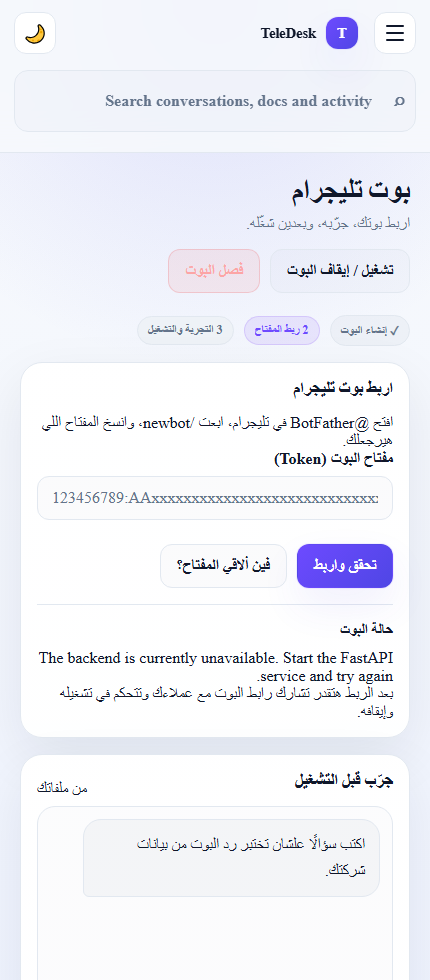 TeleDesk
T
Search conversations, docs and activity
بوت تليجرام
اربط بوتك، جرّبه، وبعدين شغّله.
تشغيل / إيقاف البوت
فصل البوت
✓ إنشاء البوت
2 ربط المفتاح
3 التجربة والتشغيل
اربط بوت تليجرام
افتح @BotFather في تليجرام، ابعت /newbot، وانسخ المفتاح اللي
هيرجعلك.
مفتاح البوت (Token)
123456789:AAxxxxxxxxxxxxxxxxxxxxxxxxxxxxx
تحقق واربط
فين ألاقي المفتاح؟
حالة البوت
The backend is currently unavailable. Start the FastAPI
service and try again.
بعد الربط هتقدر تشارك رابط البوت مع عملاءك وتتحكم في تشغيله
وإيقافه.
جرّب قبل التشغيل
من ملفاتك
اكتب سؤالًا علشان تختبر رد البوت من بيانات
شركتك.